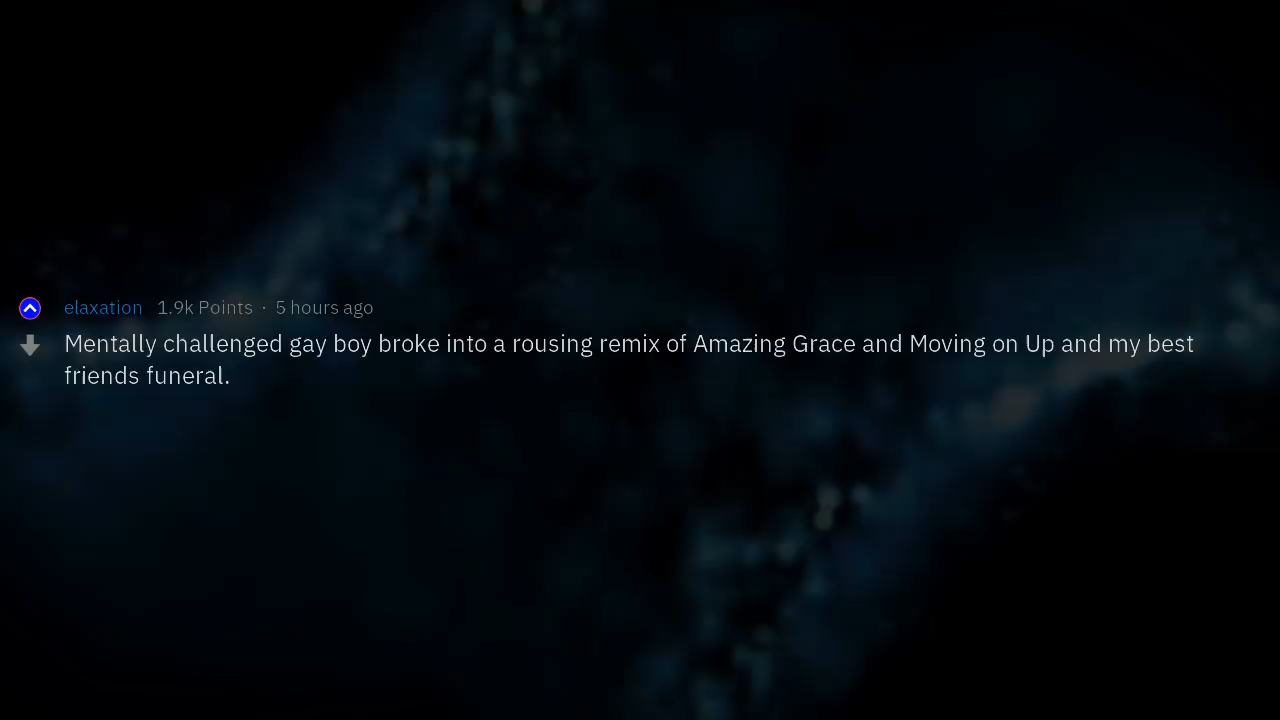 elaxation 1.9k Points · 5 hours ago
Mentally challenged gay boy broke into a rousing remix of Amazing Grace and Moving on Up and my best
friends funeral.